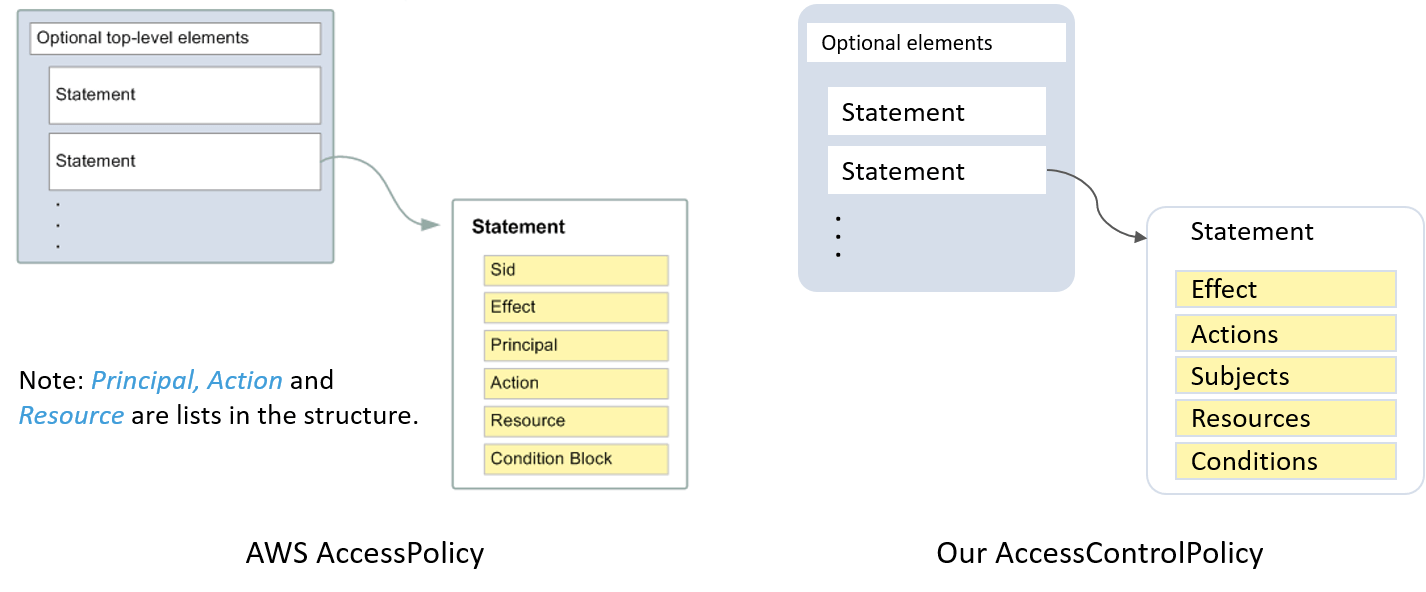 Optional top-level elements
Statement
Statement
.
.
.
Statement
Sid
Effect
Principal
Action
Resource
Condition Block
Note: Principal, Action and
Resource are lists in the structure.
AWS AccessPolicy
Optional elements
Statement
Statement
.
.
.
Statement
Effect
Actions
Subjects
Resources
Conditions
Our AccessControlPolicy